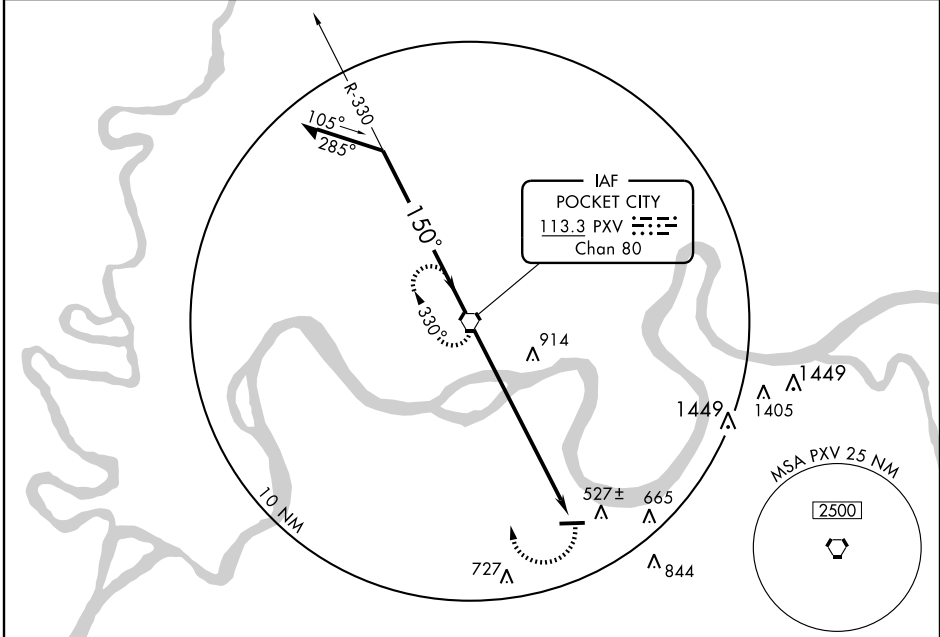 R-330
105°
285°
150°
330°
IAF
POCKET CITY
113.3 PXV
Chan 80
914
1449
1405
1449
10 NM
527±
665
727
844
MSA PXV 25 NM
2500